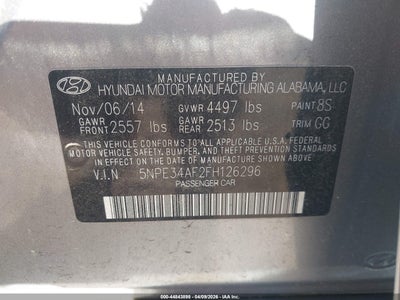 MANUFACTURED BY
HYUNDAI MOTOR MANUFACTURING ALABAMA, LLC
Nov/06/14 GVWR 4497 lbs PAINT 8S
GAWR FRONT 2557 lbs GAWR REAR 2513 lbs TRIM GG
THIS VEHICLE CONFORMS TO ALL APPLICABLE U.S.A. FEDERAL
MOTOR VEHICLE SAFETY, BUMPER, AND THEFT PREVENTION
STANDARDS IN EFFECT ON THE DATE OF MANUFACTURE SHOWN ABOVE.
V.I.N 5NPE34AF2FH126296
PASSENGER CAR
000-44843898 - 04/09/2026 - IAA Inc.